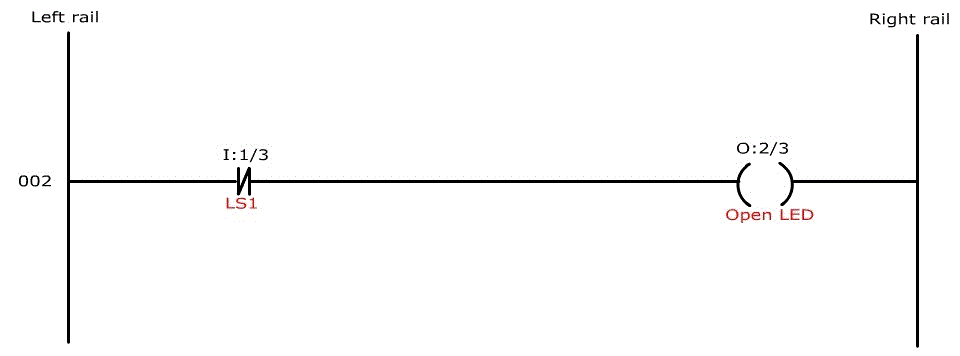 Left rail
Right rail
I:1/3
O:2/3
002
LS1
Open LED